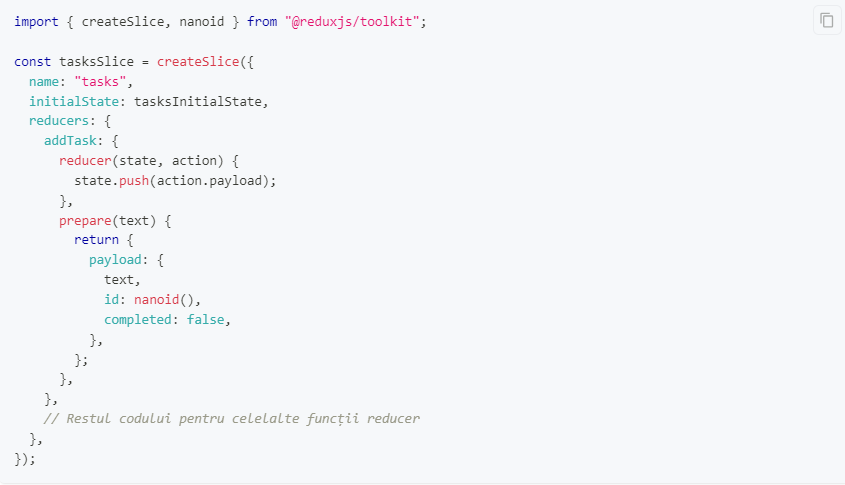 import { createSlice, nanoid } from "@reduxjs/toolkit";
const tasksSlice = createSlice({
  name: "tasks",
  initialState: tasksInitialState,
  reducers: {
    addTask: {
      reducer(state, action) {
        state.push(action.payload);
      },
      prepare(text) {
        return {
          payload: {
            text,
            id: nanoid(),
            completed: false,
          },
        };
      },
    },
    // Restul codului pentru celelalte funcții reducer
  },
});